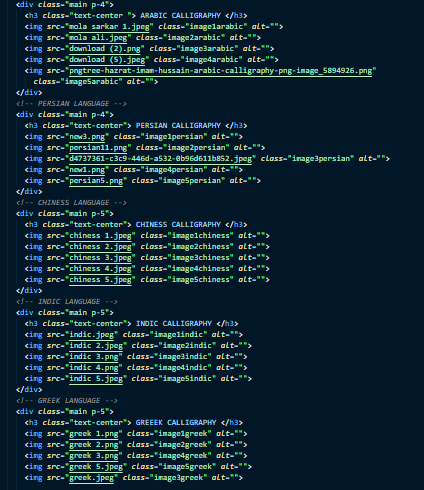 <div class="main p-4">
<h3 class="text-center "> ARABIC CALLIGRAPHY </h3>
<img src="mola sarkar 1.jpeg" class="image1arabic" alt="">
<img src="mola ali.jpeg" class="image2arabic" alt="">
<img src="download (2).png" class="image3arabic" alt="">
<img src="download (5).jpeg" class="image4arabic" alt="">
<img src="pngtree-hazrat-imam-hussain-arabic-calligraphy-png-image_5894926.png"
class="image5arabic" alt="">
</div>
<!-- PERSIAN LANGUAGE -->
<div class="main p-4">
<h3 class="text-center"> PERSIAN CALLIGRAPHY </h3>
<img src="new3.png" class="image1persian" alt="">
<img src="persian11.png" class="image2persian" alt="">
<img src="d4737361-c3c9-446d-a532-0b96d611b852.jpeg" class="image3persian" alt="">
<img src="new1.png" class="image4persian" alt="">
<img src="persian5.png" class="image5persian" alt="">
</div>
<!-- CHINESS LANGUAGE -->
<div class="main p-5">
<h3 class="text-center"> CHINESS CALLIGRAPHY </h3>
<img src="chiness 1.jpeg" class="image1chiness" alt="">
<img src="chiness 2.jpeg" class="image2chiness" alt="">
<img src="chiness 3.jpeg" class="image3chiness" alt="">
<img src="chiness 4.jpeg" class="image4chiness" alt="">
<img src="chiness 5.jpeg" class="image5chiness" alt="">
</div>
<!-- INDIC LANGUAGE -->
<div class="main p-5">
<h3 class="text-center"> INDIC CALLIGRAPHY </h3>
<img src="indic.jpeg" class="image1indic" alt="">
<img src="indic 2.jpeg" class="image2indic" alt="">
<img src="indic 3.png" class="image3indic" alt="">
<img src="indic 4.png" class="image4indic" alt="">
<img src="indic 5.jpeg" class="image5indic" alt="">
</div>
<!-- GREEK LANGUAGE -->
<div class="main p-5">
<h3 class="text-center"> GREEEK CALLIGRAPHY </h3>
<img src="greek 1.png" class="image1greek" alt="">
<img src="greek 2.png" class="image2greek" alt="">
<img src="greek 3.png" class="image4greek" alt="">
<img src="greek 5.jpeg" class="image5greek" alt="">
<img src="greek.jpeg" class="image3greek" alt="">